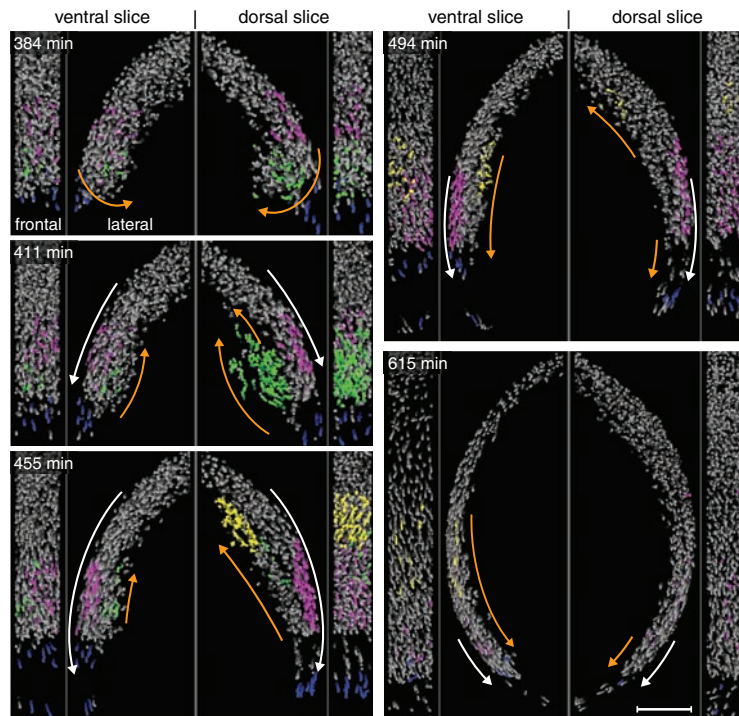 ventral slice | dorsal slice
384 min
frontal
lateral
411 min
455 min
ventral slice | dorsal slice
494 min
615 min